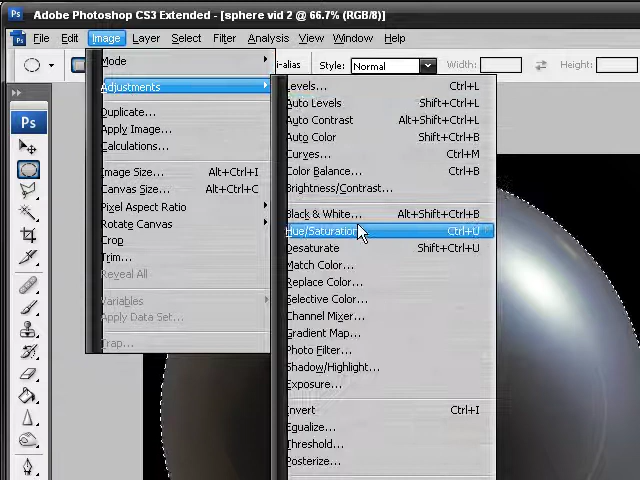 Ps Adobe Photoshop CS3 Extended - [sphere vid 2 @ 66.7% (RGB/8)]
File Edit Image Layer Select Filter Analysis View Window Help
i-alias Style: Normal Width: Height:
Ps
Mode
Adjustments
Duplicate...
Apply Image...
Calculations...
Image Size... Alt+Ctrl+I
Canvas Size... Alt+Ctrl+C
Pixel Aspect Ratio
Rotate Canvas
Crop
Trim...
Reveal All
Variables
Apply Data Set...
Trap...
Levels... Ctrl+L
Auto Levels Shift+Ctrl+L
Auto Contrast Alt+Shift+Ctrl+L
Auto Color Shift+Ctrl+B
Curves... Ctrl+M
Color Balance... Ctrl+B
Brightness/Contrast...
Black & White... Alt+Shift+Ctrl+B
Hue/Saturation Ctrl+U
Desaturate Shift+Ctrl+U
Match Color...
Replace Color...
Selective Color...
Channel Mixer...
Gradient Map...
Photo Filter...
Shadow/Highlight...
Exposure...
Invert Ctrl+I
Equalize...
Threshold...
Posterize...